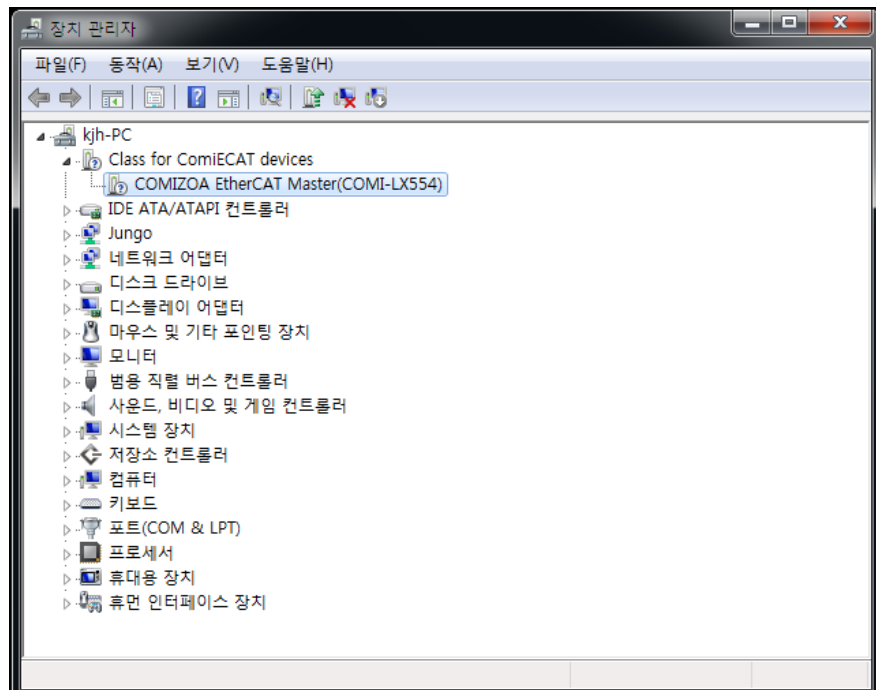 장치 관리자
파일(F) 동작(A) 보기(V) 도움말(H)
kjh-PC
Class for ComiECAT devices
COMIZOA EtherCAT Master(COMI-LX554)
IDE ATA/ATAPI 컨트롤러
Jungo
네트워크 어댑터
디스크 드라이브
디스플레이 어댑터
마우스 및 기타 포인팅 장치
모니터
범용 직렬 버스 컨트롤러
사운드, 비디오 및 게임 컨트롤러
시스템 장치
저장소 컨트롤러
컴퓨터
키보드
포트(COM & LPT)
프로세서
휴대용 장치
휴먼 인터페이스 장치